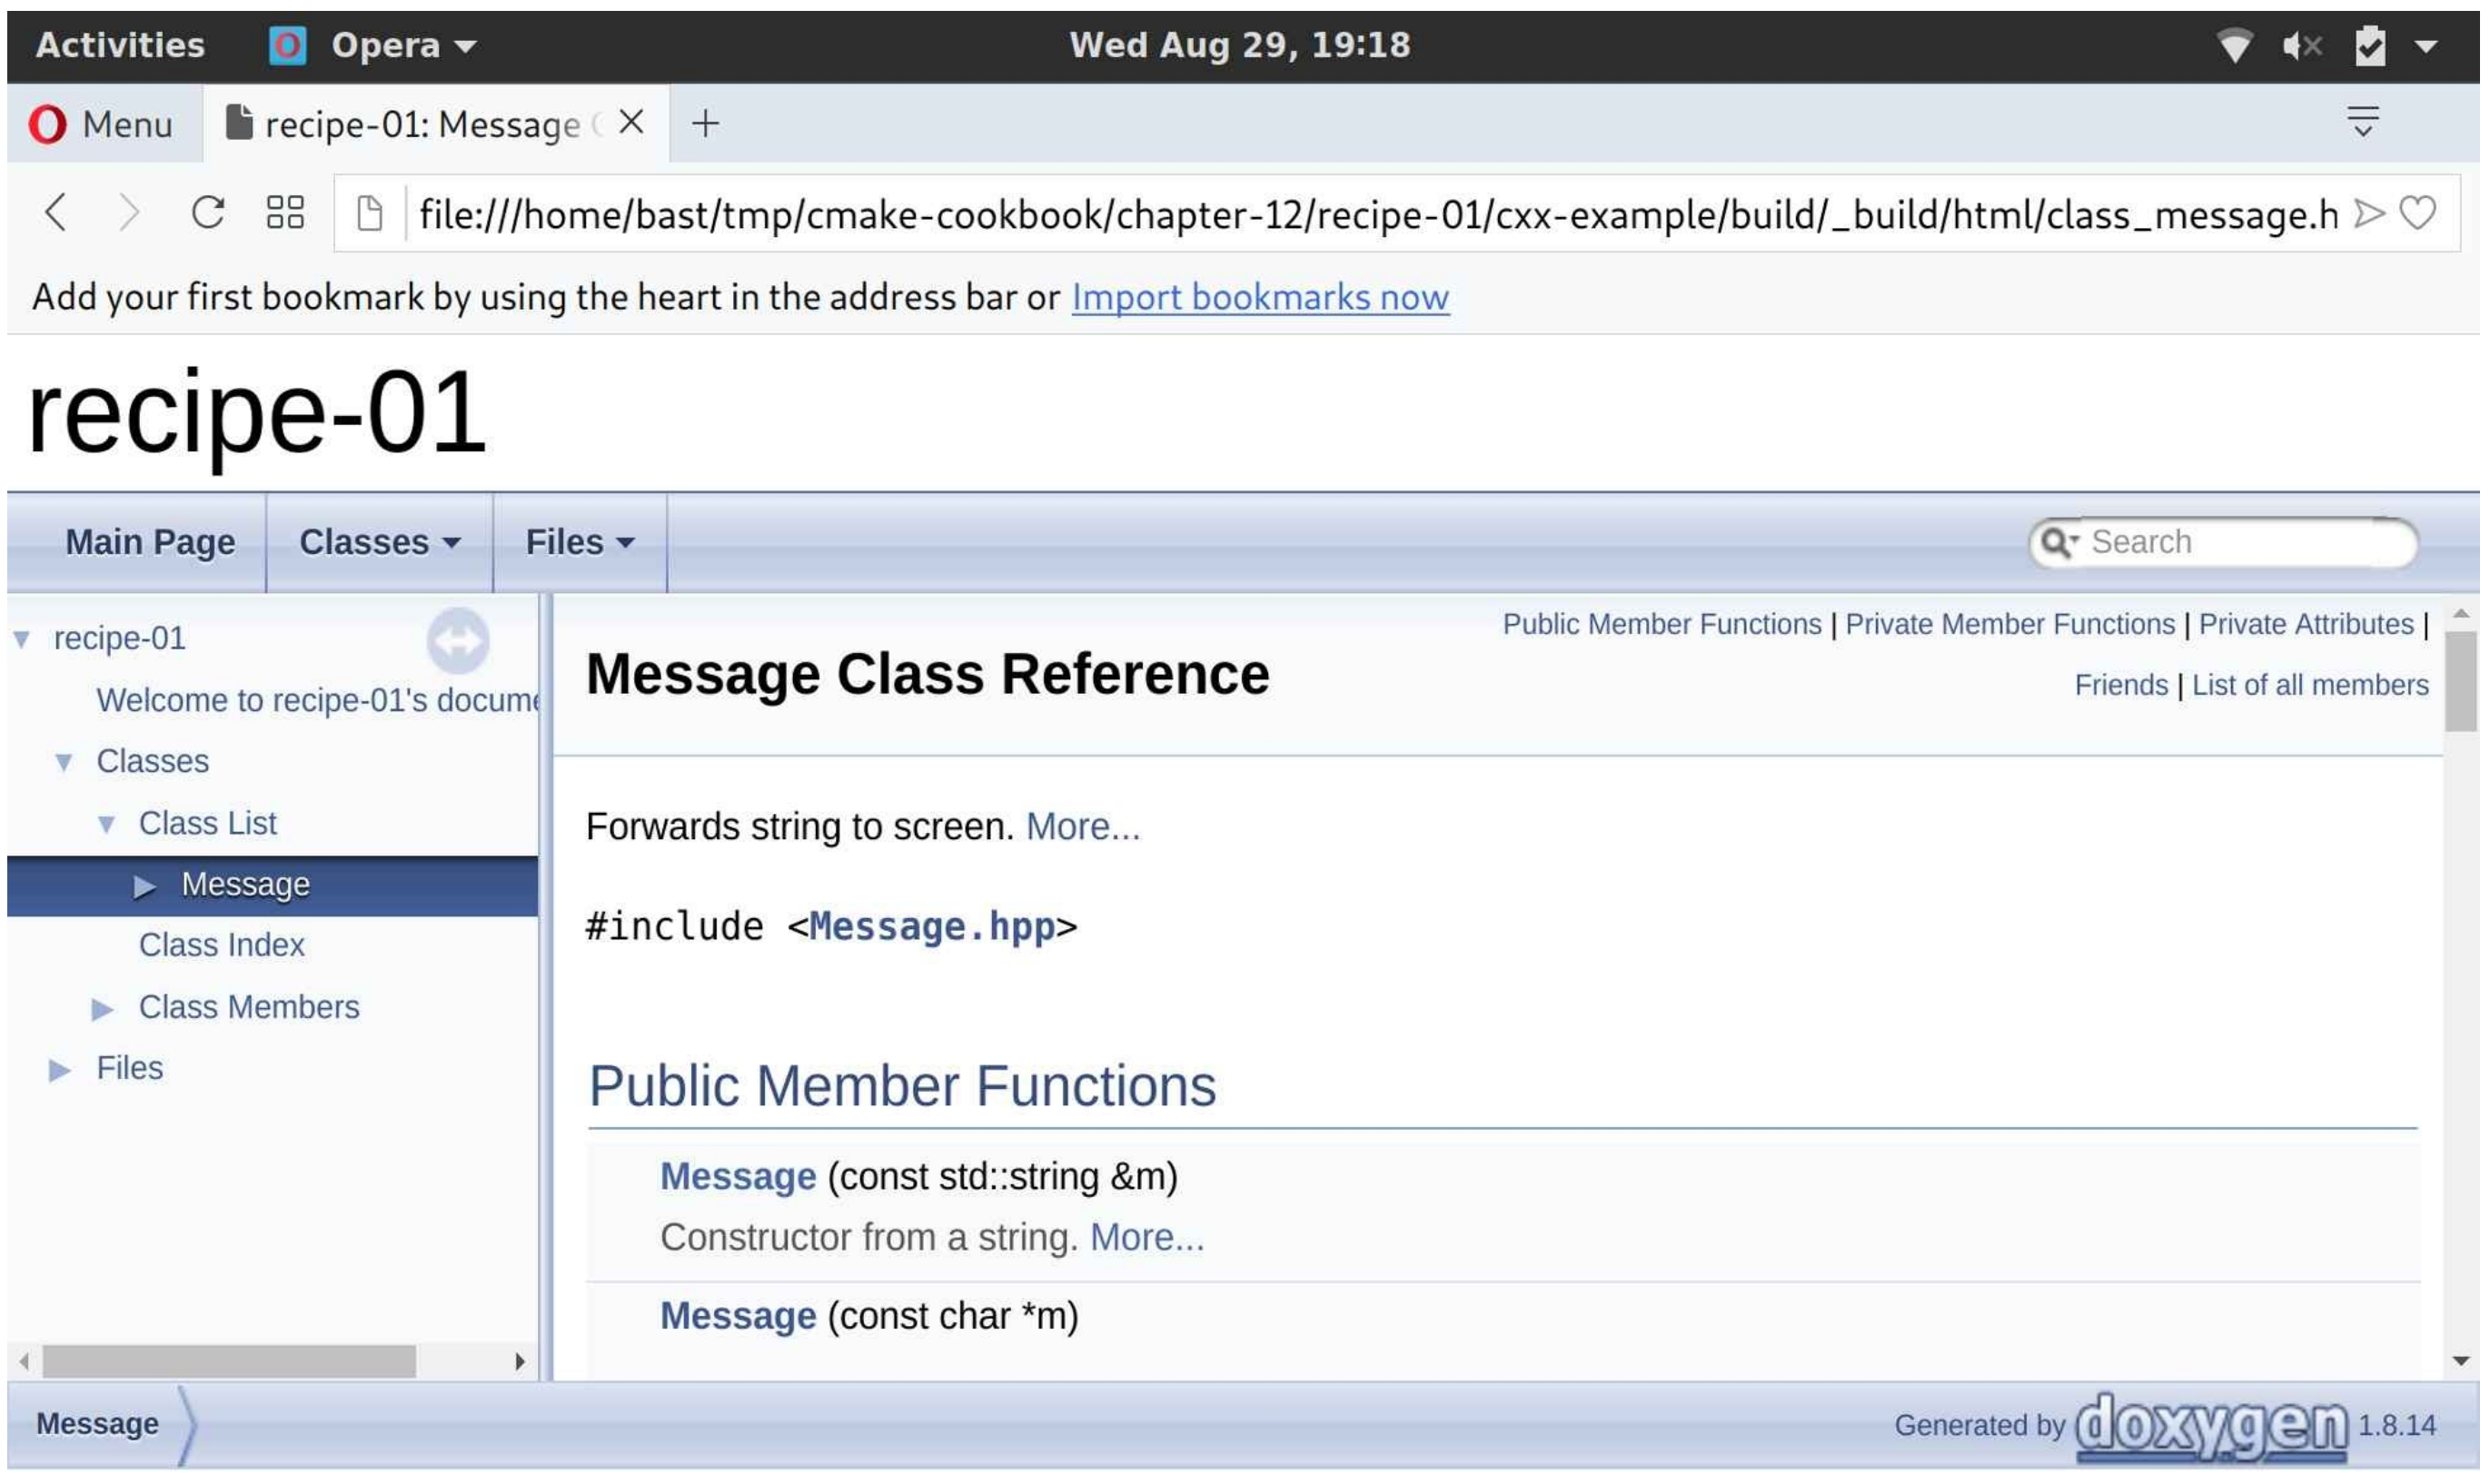 Activities Opera Wed Aug 29, 19:18
Menu recipe-01: Message
file:///home/bast/tmp/cmake-cookbook/chapter-12/recipe-01/cxx-example/build/_build/html/class_message.h
Add your first bookmark by using the heart in the address bar or Import bookmarks now
recipe-01
Main Page Classes Files Search
recipe-01
Welcome to recipe-01's docume
Classes
Class List
Message
Class Index
Class Members
Files
Public Member Functions | Private Member Functions | Private Attributes |
Friends | List of all members
Message Class Reference
Forwards string to screen. More...
#include <Message.hpp>
Public Member Functions
Message (const std::string &m)
Constructor from a string. More...
Message (const char *m)
Message
Generated by doxygen 1.8.14